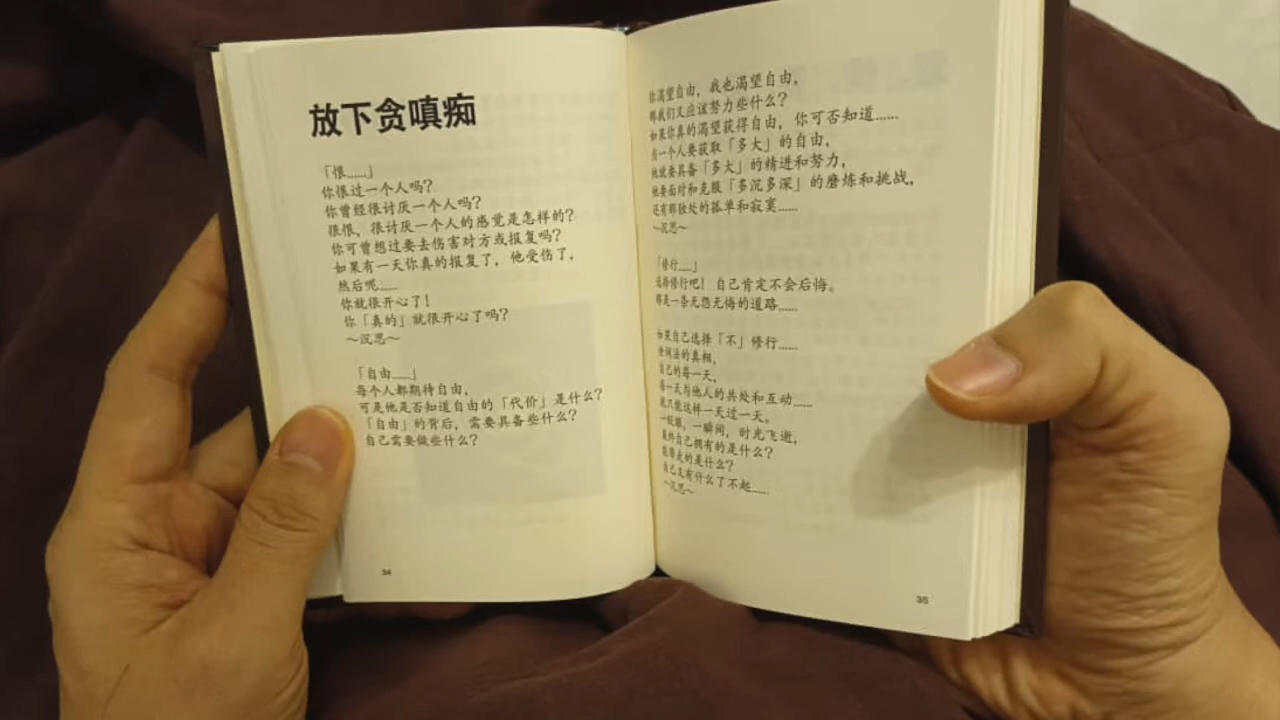 放下贪嗔痴
「恨……」
你恨过一个人吗？
你曾经很讨厌一个人吗？
很恨，很讨厌一个人的感觉是怎样的？
你可曾想过要去伤害对方或报复吗？
如果有一天你真的报复了，他受伤了，
然后呢……
你就很开心了！
你「真的」就很开心了吗？
～沉思～
「自由……」
每个人都期待自由，
可是他是否知道自由的「代价」是什么？
「自由」的背后，需要具备些什么？
自己需要做些什么？
34
你渴望自由，我也渴望自由，
那我们又应该努力些什么？
如果你真的渴望获得自由，你可否知道……
当一个人要获取「多大」的自由，
他就要具备「多大」的精进和努力，
他要面对和克服「多沉多深」的磨炼和挑战，
还有那独处的孤单和寂寞……
～沉思～
「修行……」
选择修行吧！自己肯定不会后悔。
那是一条无怨无悔的道路……
如果自己选择「不」修行……
世间法的真相，
自己的每一天，
每一天与他人的共处和互动……
就只能这样一天过一天。
一眨眼，一瞬间，时光飞逝，
最终自己拥有的是什么？
能带走的是什么？
自己又有什么了不起……
～沉思～
35